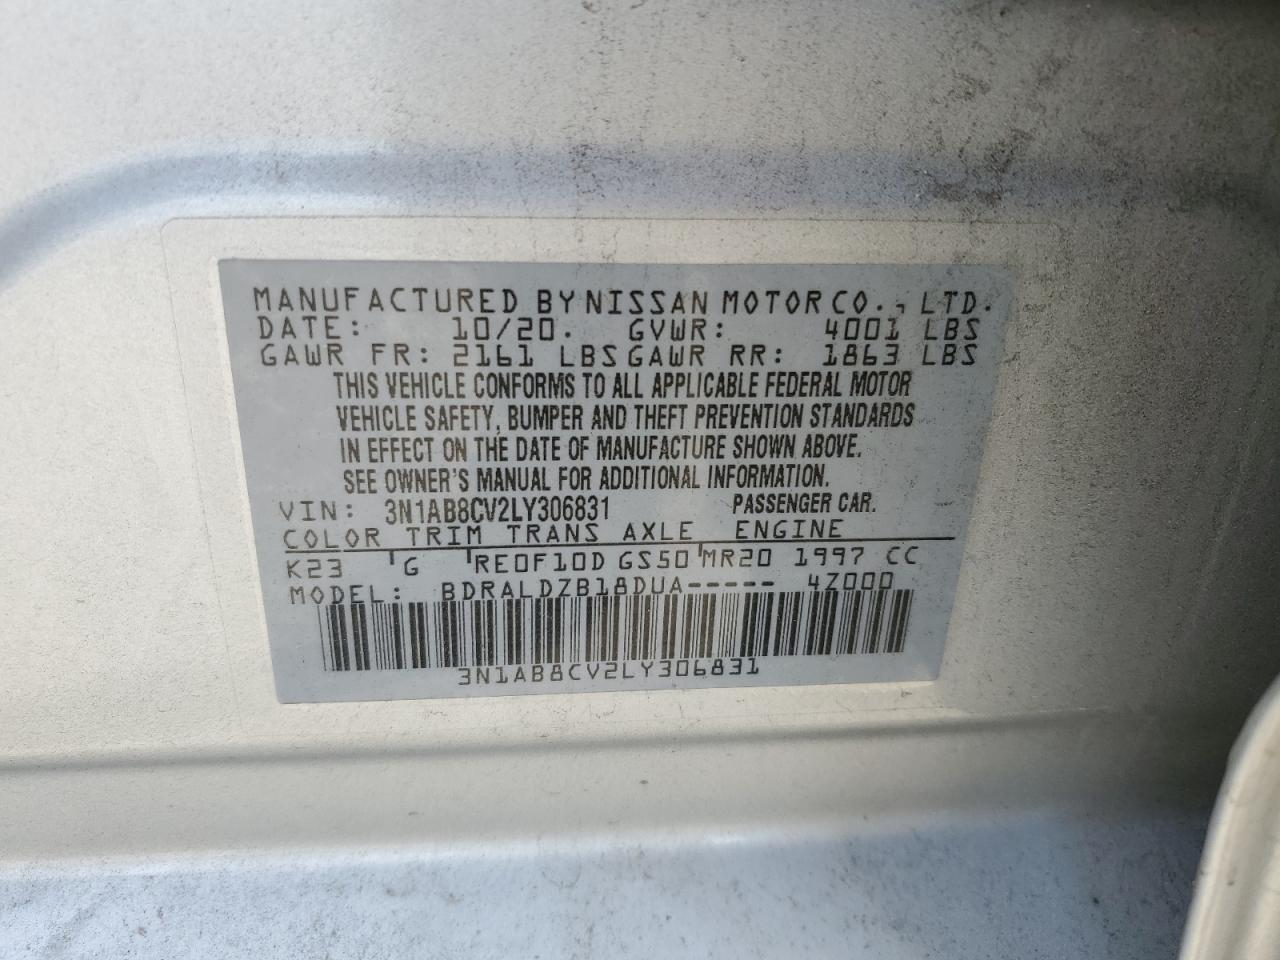 MANUFACTURED BY NISSAN MOTOR CO., LTD.
DATE: 10/20. GVWR: 4001 LBS
GAWR FR: 2161 LBS GAWR RR: 1863 LBS
THIS VEHICLE CONFORMS TO ALL APPLICABLE FEDERAL MOTOR
VEHICLE SAFETY, BUMPER AND THEFT PREVENTION STANDARDS
IN EFFECT ON THE DATE OF MANUFACTURE SHOWN ABOVE.
SEE OWNER'S MANUAL FOR ADDITIONAL INFORMATION.
VIN: 3N1AB8CV2LY306831 PASSENGER CAR.
COLOR TRIM TRANS AXLE ENGINE
K23 G RE0F10D GS50 MR20 1997 CC
MODEL: BDRALDZB18DUA----- 4Z000
3N1AB8CV2LY306831